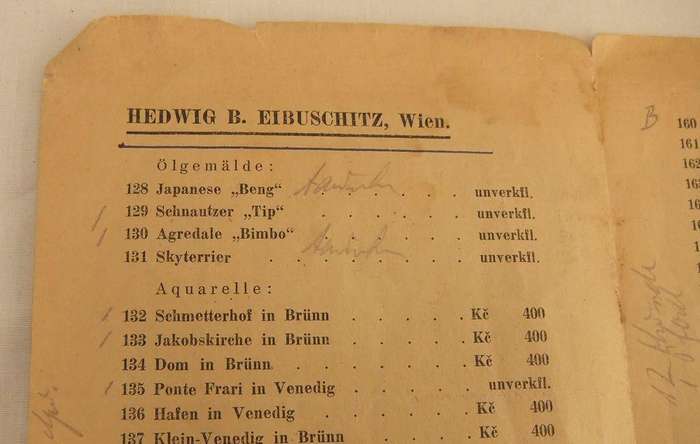 HEDWIG B. EIBUSCHITZ, Wien.
Ölgemälde:
128 Japanese „Beng“ . . . . . unverkfl.
129 Schnautzer „Tip“ . . . . . . unverkfl.
130 Agredale „Bimbo“ . . . . . . unverkfl.
131 Skyterrier . . . . . . unverkfl.
Aquarelle:
132 Schmetterhof in Brünn . . . . . Kč 400
133 Jakobskirche in Brünn . . . . . Kč 400
134 Dom in Brünn . . . . . . . Kč 400
135 Ponte Frari in Venedig . . . . . unverkfl.
136 Hafen in Venedig . . . . . . Kč 400
137 Klein-Venedig in Brünn . . . . Kč 400
B
160
161
12 Hunde